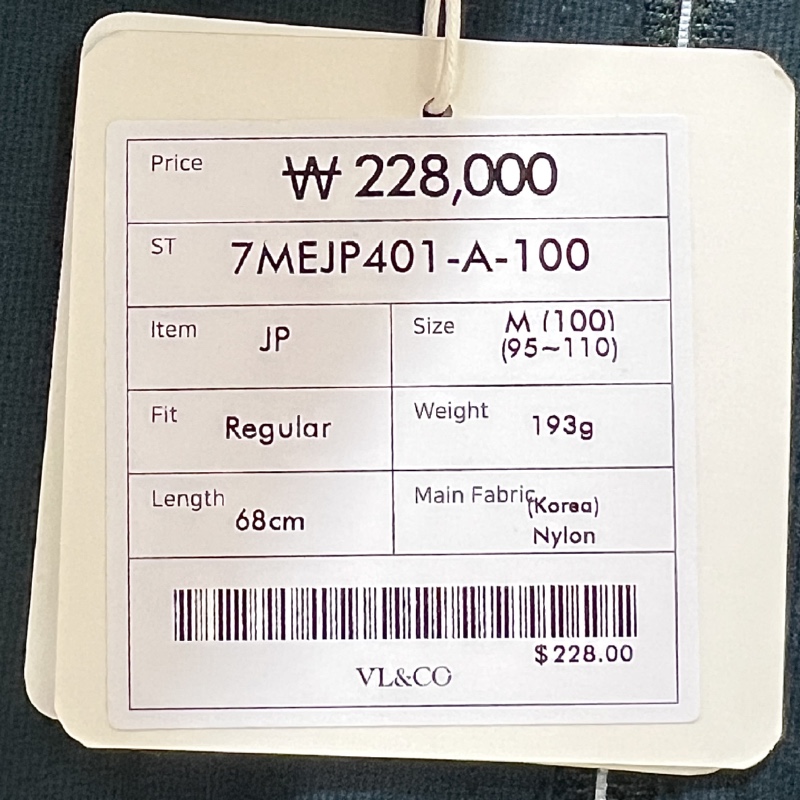 Price ₩ 228,000
ST 7MEJP401-A-100
Item JP Size M (100)
(95~110)
Fit Regular Weight 193g
Length 68cm Main Fabric (Korea)
Nylon
$228.00
VL&CO